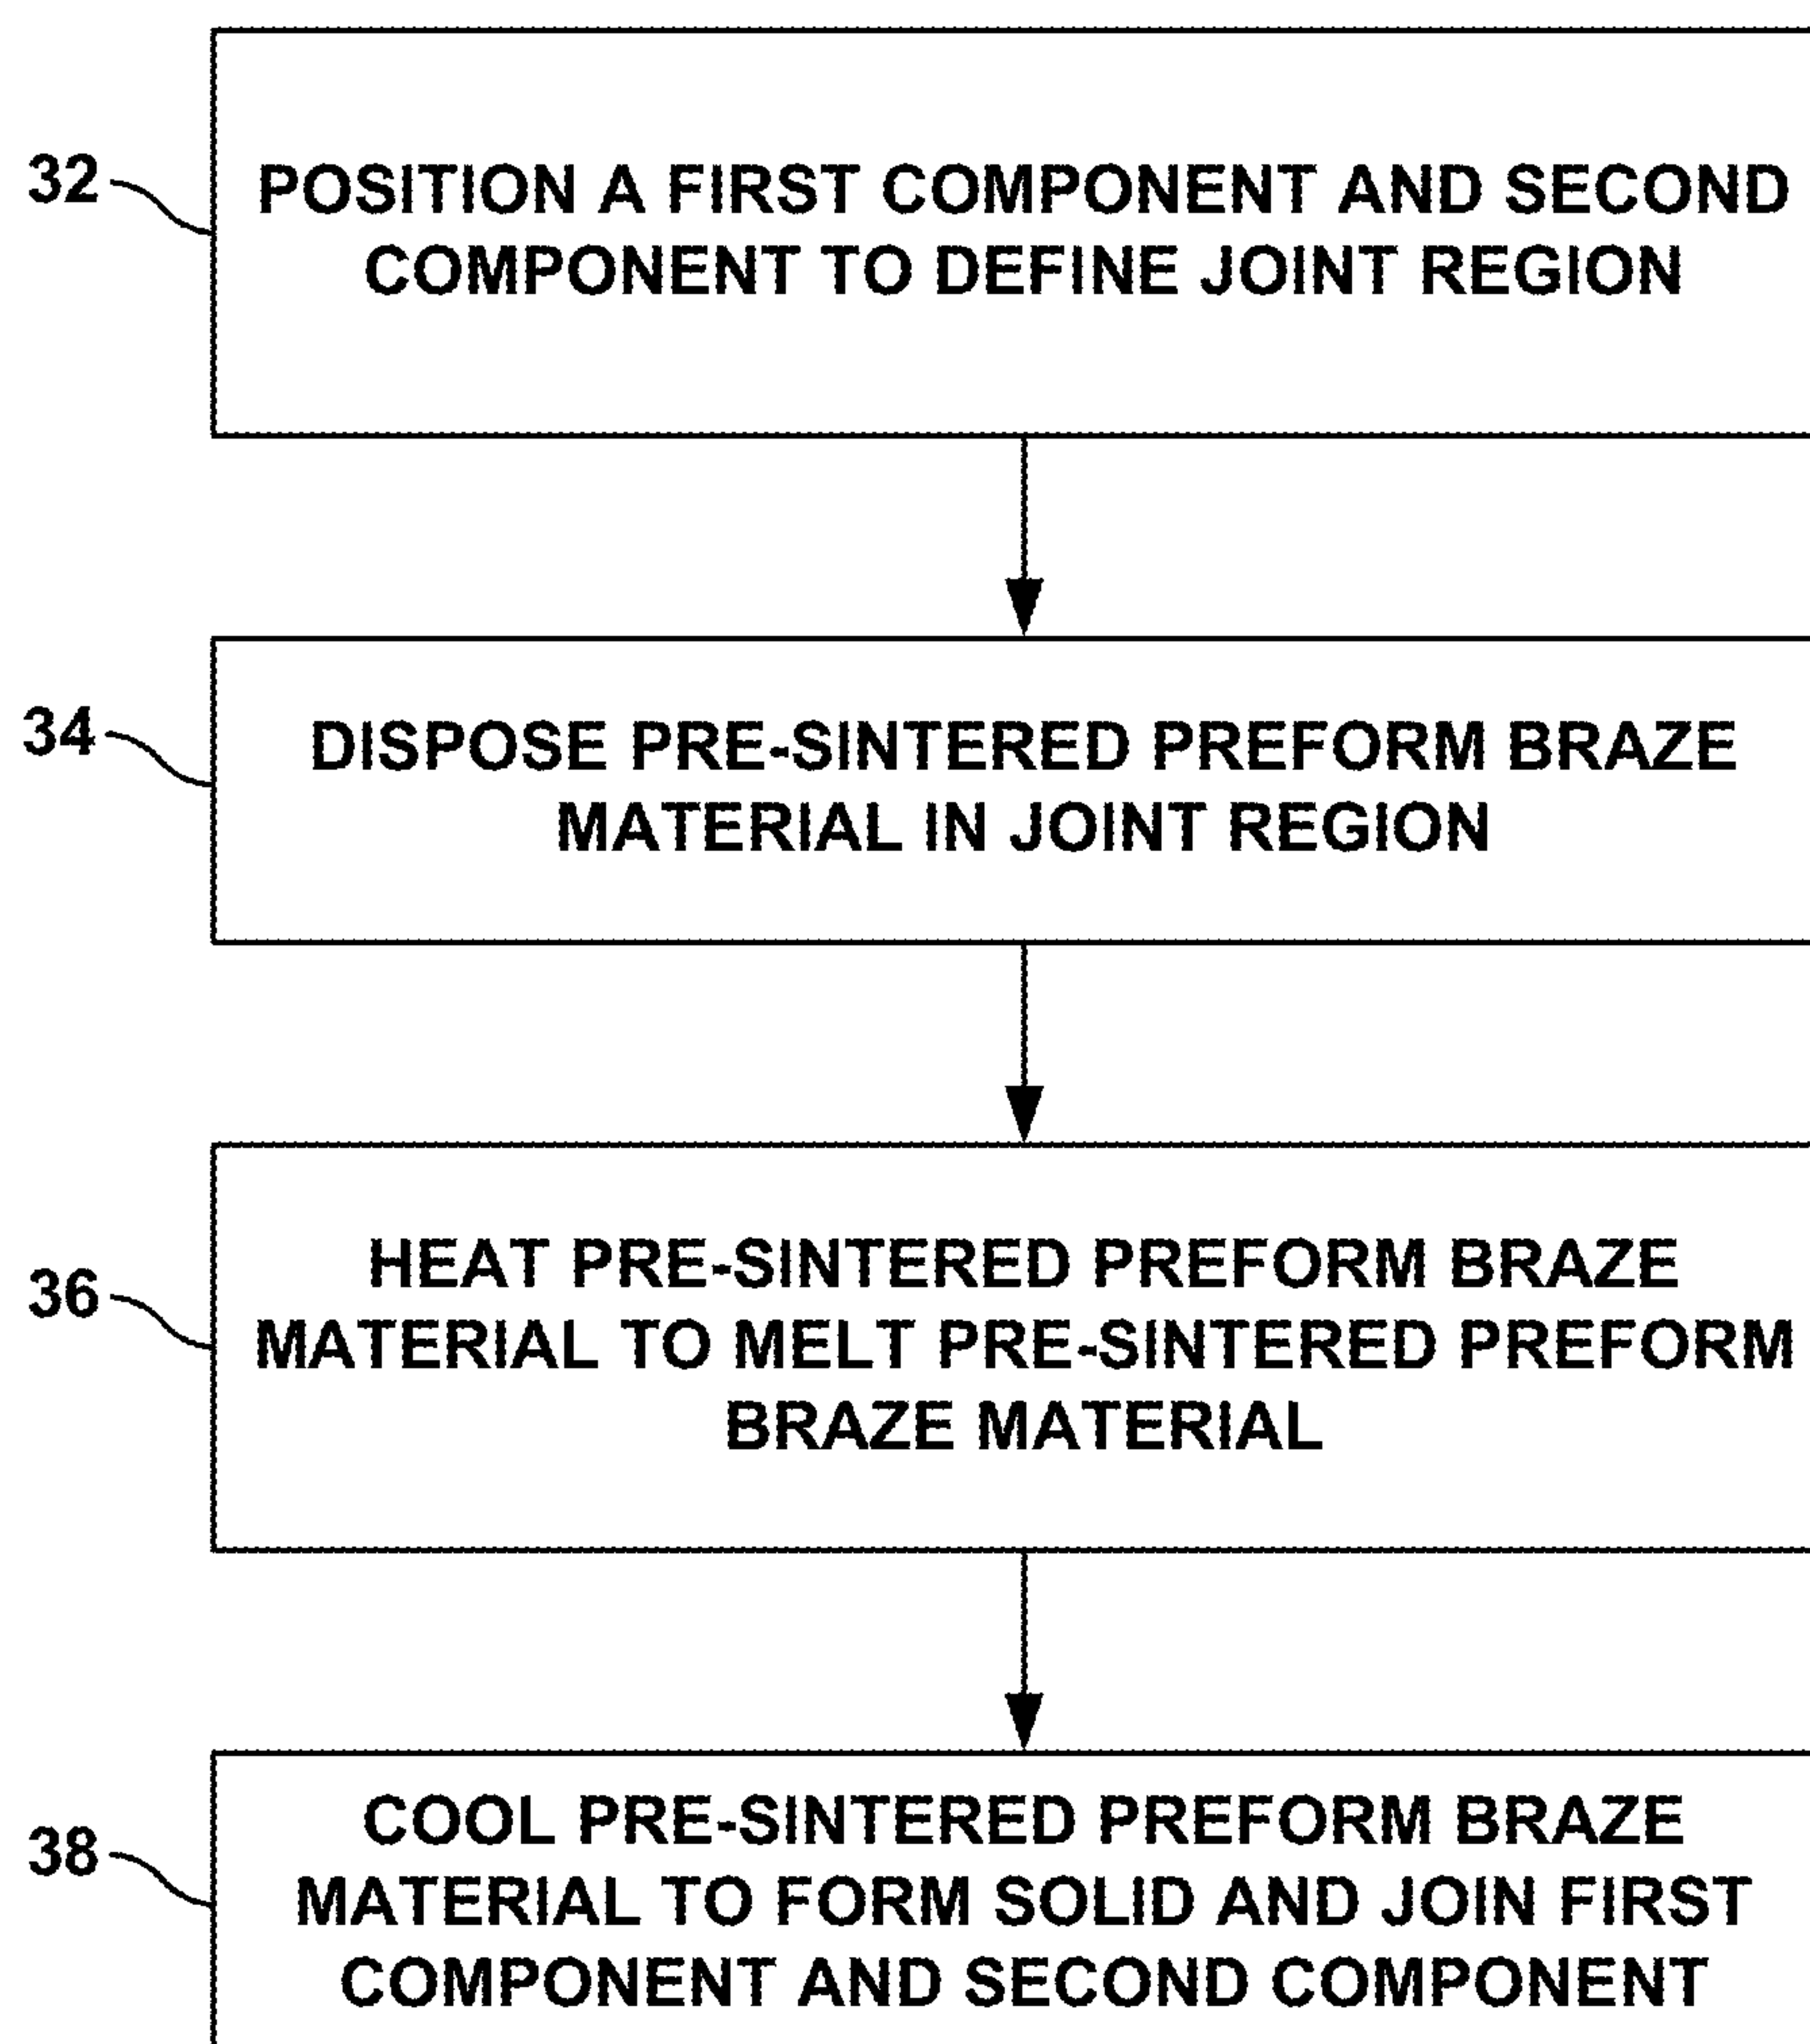 32
POSITION A FIRST COMPONENT AND SECOND
COMPONENT TO DEFINE JOINT REGION
34
DISPOSE PRE-SINTERED PREFORM BRAZE
MATERIAL IN JOINT REGION
36
HEAT PRE-SINTERED PREFORM BRAZE
MATERIAL TO MELT PRE-SINTERED PREFORM
BRAZE MATERIAL
38
COOL PRE-SINTERED PREFORM BRAZE
MATERIAL TO FORM SOLID AND JOIN FIRST
COMPONENT AND SECOND COMPONENT